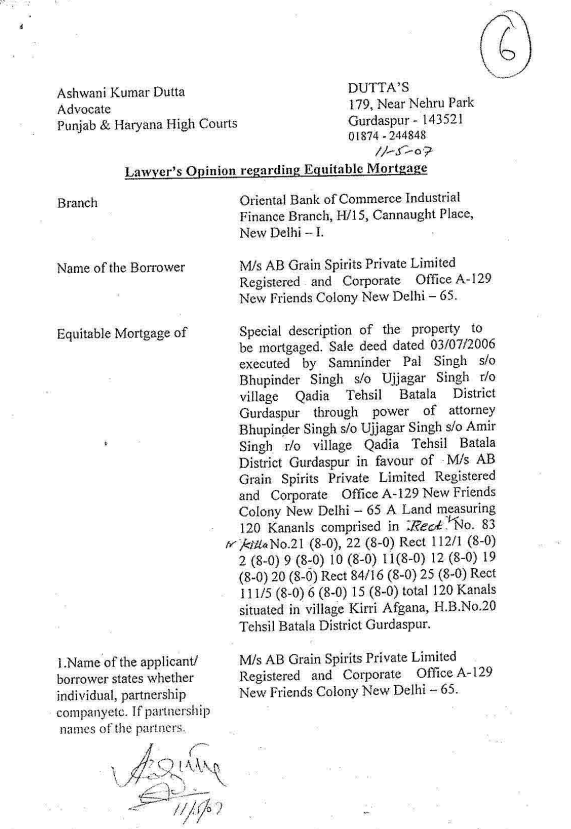 6
Ashwani Kumar Dutta
Advocate
Punjab & Haryana High Courts
DUTTA'S
179, Near Nehru Park
Gurdaspur - 143521
01874 - 244848
11-5-07
Lawyer's Opinion regarding Equitable Mortgage
Branch
Oriental Bank of Commerce Industrial
Finance Branch, H/15, Cannaught Place,
New Delhi – I.
Name of the Borrower
M/s AB Grain Spirits Private Limited
Registered and Corporate Office A-129
New Friends Colony New Delhi – 65.
Equitable Mortgage of
Special description of the property to
be mortgaged. Sale deed dated 03/07/2006
executed by Samninder Pal Singh s/o
Bhupinder Singh s/o Ujjagar Singh r/o
village Qadia Tehsil Batala District
Gurdaspur through power of attorney
Bhupinder Singh s/o Ujjagar Singh s/o Amir
Singh r/o village Qadia Tehsil Batala
District Gurdaspur in favour of M/s AB
Grain Spirits Private Limited Registered
and Corporate Office A-129 New Friends
Colony New Delhi – 65 A Land measuring
120 Kananls comprised in Rect. No. 83
killa No.21 (8-0), 22 (8-0) Rect 112/1 (8-0)
2 (8-0) 9 (8-0) 10 (8-0) 11(8-0) 12 (8-0) 19
(8-0) 20 (8-0) Rect 84/16 (8-0) 25 (8-0) Rect
111/5 (8-0) 6 (8-0) 15 (8-0) total 120 Kanals
situated in village Kirri Afgana, H.B.No.20
Tehsil Batala District Gurdaspur.
1.Name of the applicant/
borrower states whether
individual, partnership
companyetc. If partnership
names of the partners.
M/s AB Grain Spirits Private Limited
Registered and Corporate Office A-129
New Friends Colony New Delhi – 65.
11/5/07